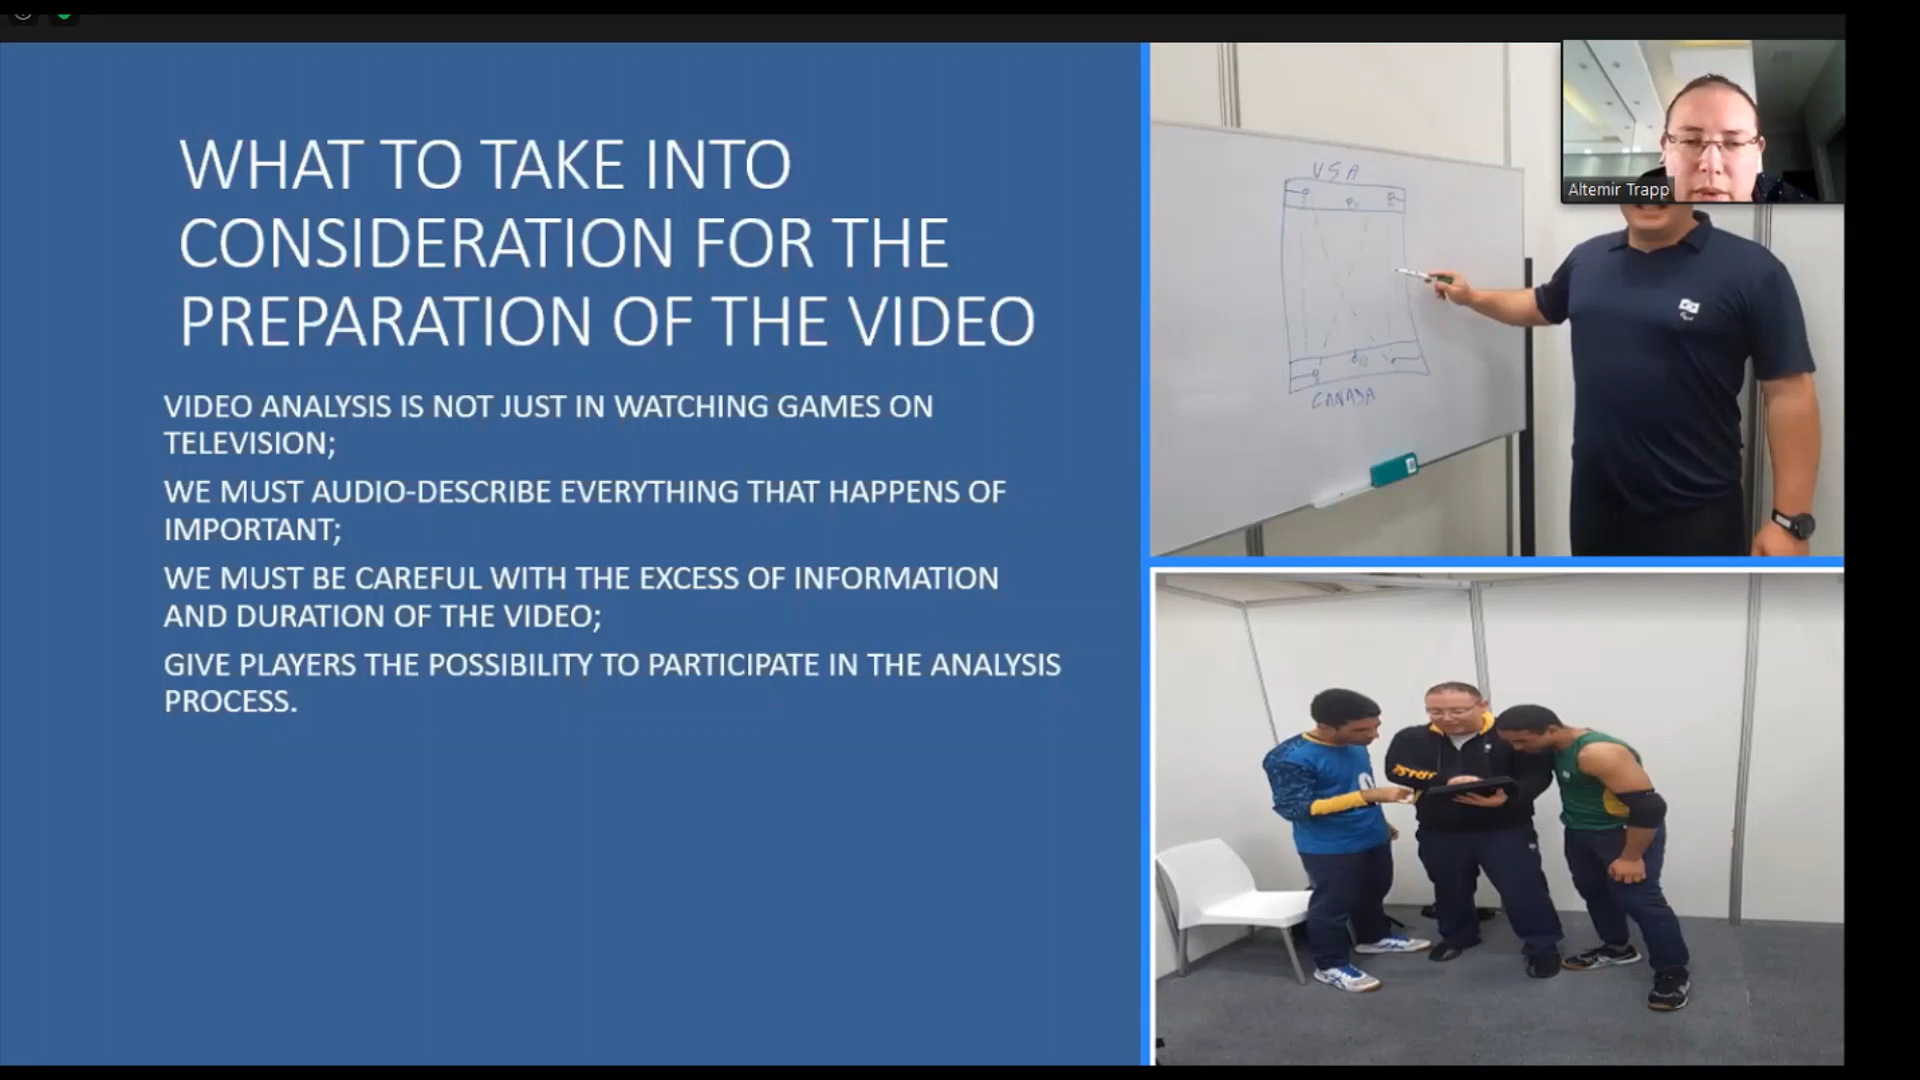 WHAT TO TAKE INTO
CONSIDERATION FOR THE
PREPARATION OF THE VIDEO
VIDEO ANALYSIS IS NOT JUST IN WATCHING GAMES ON
TELEVISION;
WE MUST AUDIO-DESCRIBE EVERYTHING THAT HAPPENS OF
IMPORTANT;
WE MUST BE CAREFUL WITH THE EXCESS OF INFORMATION
AND DURATION OF THE VIDEO;
GIVE PLAYERS THE POSSIBILITY TO PARTICIPATE IN THE ANALYSIS
PROCESS.
USA
CANADA
Altemir Trapp